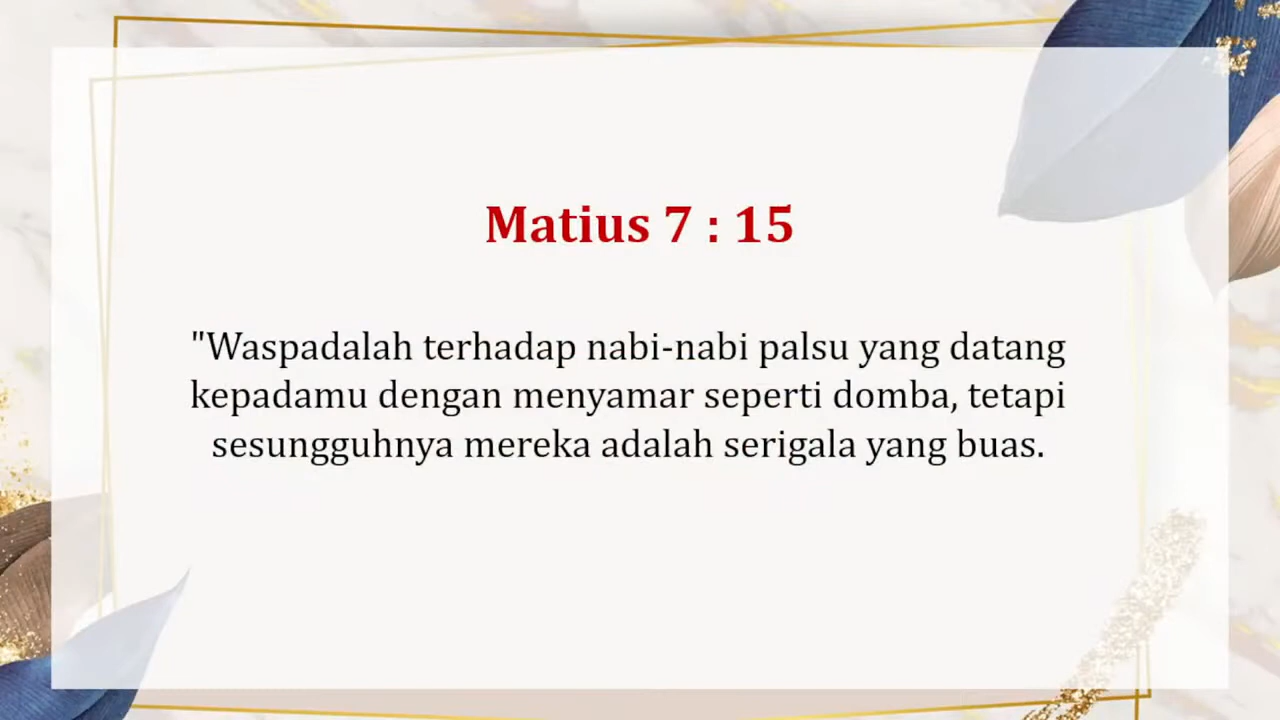 Matius 7 : 15
"Waspadalah terhadap nabi-nabi palsu yang datang
kepadamu dengan menyamar seperti domba, tetapi
sesungguhnya mereka adalah serigala yang buas.